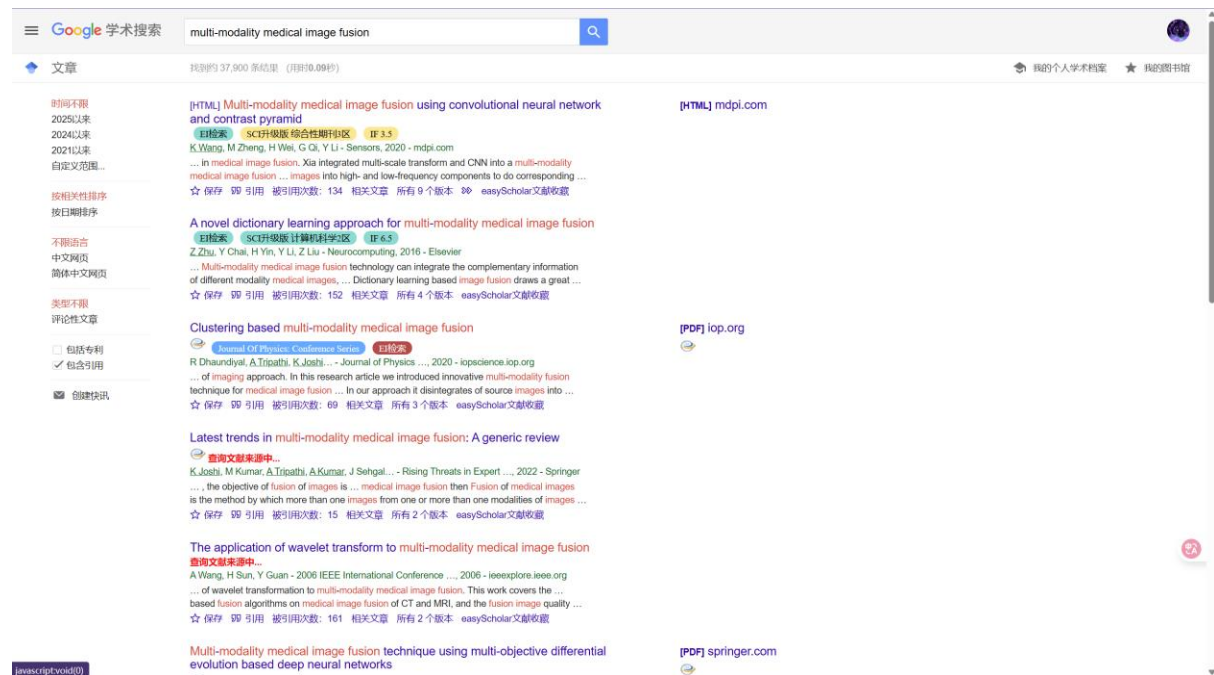 Google 学术搜索
multi-modality medical image fusion
文章
找到约 37,900 条结果 (用时0.09秒)
我的个人学术档案
我的图书馆
时间不限
2025以来
2024以来
2021以来
自定义范围...
按相关性排序
按日期排序
不限语言
中文网页
简体中文网页
类型不限
评论性文章
包括专利
包含引用
创建快讯
[HTML] Multi-modality medical image fusion using convolutional neural network
and contrast pyramid
EI检索 SCI升级版 综合性期刊3区 IF 3.5
K Wang, M Zheng, H Wei, G Qi, Y Li - Sensors, 2020 - mdpi.com
… in medical image fusion. Xia integrated multi-scale transform and CNN into a multi-modality
medical image fusion … images into high- and low-frequency components to do corresponding …
保存 引用 被引用次数：134 相关文章 所有 9 个版本 easyScholar文献收藏
[HTML] mdpi.com
A novel dictionary learning approach for multi-modality medical image fusion
EI检索 SCI升级版 计算机科学2区 IF 6.5
Z Zhu, Y Chai, H Yin, Y Li, Z Liu - Neurocomputing, 2016 - Elsevier
… Multi-modality medical image fusion technology can integrate the complementary information
of different modality medical images, … Dictionary learning based image fusion draws a great …
保存 引用 被引用次数：152 相关文章 所有 4 个版本 easyScholar文献收藏
Clustering based multi-modality medical image fusion
Journal Of Physics: Conference Series EI检索
R Dhaundiyal, A Tripathi, K Joshi… - Journal of Physics …, 2020 - iopscience.iop.org
… of imaging approach. In this research article we introduced innovative multi-modality fusion
technique for medical image fusion … In our approach it disintegrates of source images into …
保存 引用 被引用次数：69 相关文章 所有 3 个版本 easyScholar文献收藏
[PDF] iop.org
Latest trends in multi-modality medical image fusion: A generic review
查询文献来源中...
K Joshi, M Kumar, A Tripathi, A Kumar, J Sehgal… - Rising Threats in Expert …, 2022 - Springer
… , the objective of fusion of images is … medical image fusion then Fusion of medical images
is the method by which more than one images from one or more than one modalities of images …
保存 引用 被引用次数：15 相关文章 所有 2 个版本 easyScholar文献收藏
The application of wavelet transform to multi-modality medical image fusion
查询文献来源中...
A Wang, H Sun, Y Guan - 2006 IEEE International Conference …, 2006 - ieeexplore.ieee.org
… of wavelet transformation to multi-modality medical image fusion. This work covers the …
based fusion algorithms on medical image fusion of CT and MRI, and the fusion image quality …
保存 引用 被引用次数：161 相关文章 所有 2 个版本 easyScholar文献收藏
Multi-modality medical image fusion technique using multi-objective differential
evolution based deep neural networks
[PDF] springer.com
javascript:void(0)